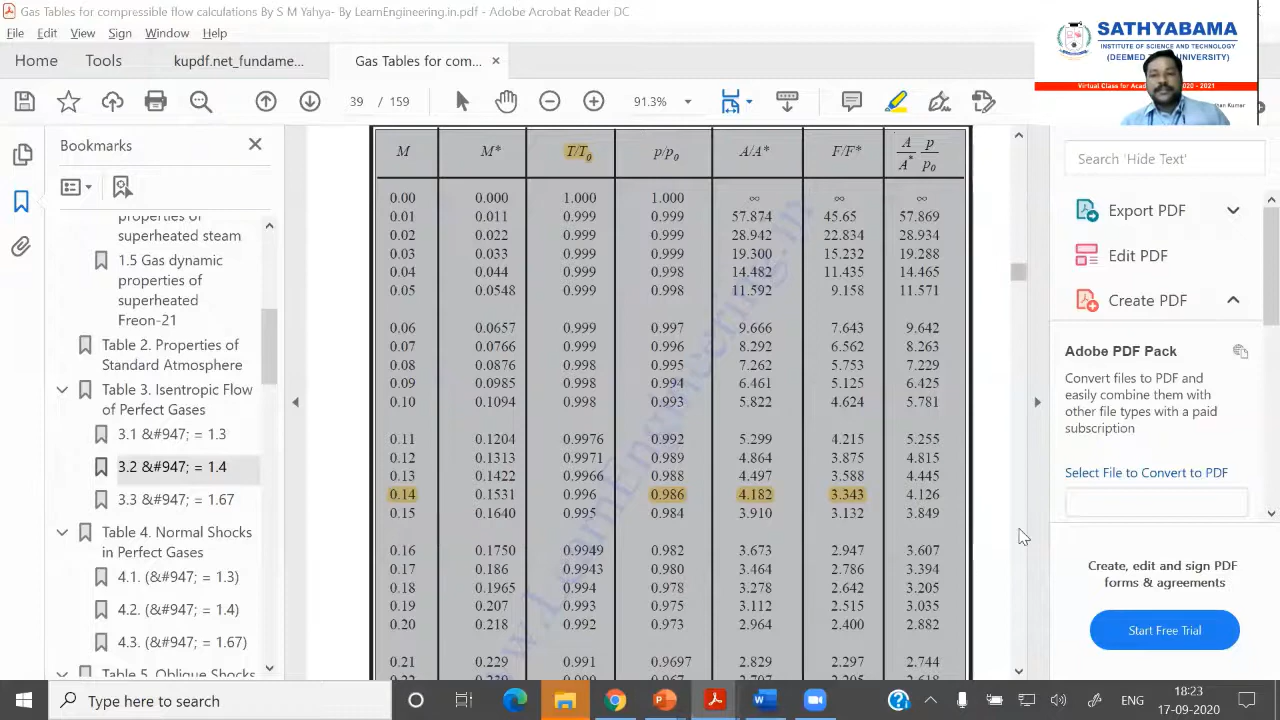 Gas Tables for compressible flow calculations By S M Yahya- By LearnEngineering.in.pdf - Adobe Acrobat Reader DC
File Edit View Sign Window Help
Home Tools kupdf.net_fundame... Gas Tables for com... ×
39 / 159 91.3%
SATHYABAMA
INSTITUTE OF SCIENCE AND TECHNOLOGY
(DEEMED UNIVERSITY)
Virtual Class for Acad 2020 - 2021
Kumar
Bookmarks
properties of
superheated steam
1.5 Gas dynamic
properties of
superheated
Freon-21
Table 2. Properties of
Standard Atmosphere
Table 3. Isentropic Flow
of Perfect Gases
3.1 &#947; = 1.3
3.2 &#947; = 1.4
3.3 &#947; = 1.67
Table 4. Normal Shocks
in Perfect Gases
4.1. (&#947; = 1.3)
4.2. (&#947; = 1.4)
4.3. (&#947; = 1.67)
Table 5. Oblique Shocks
M M* T/T0 p/p0 A/A* F/F* A/A* p/p0
0.00 0.000 1.000 1.000 ∞ ∞ ∞
0.01 0.011 0.999 0.999 57.874 45.65 57.869
0.02 0.022 0.999 0.999 28.942 22.834 28.934
0.03 0.033 0.999 0.999 19.300 15.232 19.288
0.04 0.044 0.999 0.998 14.482 11.435 14.465
0.05 0.0548 0.999 0.998 11.592 9.158 11.571
0.06 0.0657 0.999 0.997 9.666 7.643 9.642
0.07 0.0766 0.999 0.996 8.292 6.562 8.263
0.08 0.0876 0.998 0.995 7.262 5.753 7.229
0.09 0.0985 0.998 0.994 6.461 5.125 6.425
0.10 0.1094 0.998 0.993 5.822 4.624 5.781
0.11 0.1204 0.9976 0.992 5.299 4.215 5.255
0.12 0.1313 0.9971 0.989 4.864 3.875 4.815
0.13 0.1422 0.9966 0.988 4.497 3.588 4.445
0.14 0.1531 0.996 0.986 4.182 3.343 4.126
0.15 0.1640 0.995 0.984 3.910 3.132 3.849
0.16 0.1750 0.9949 0.982 3.673 2.947 3.607
0.17 0.186 0.9943 0.980 3.464 2.786 3.394
0.18 0.1965 0.994 0.978 3.278 2.642 3.205
0.19 0.207 0.993 0.975 3.112 2.515 3.035
0.20 0.218 0.992 0.973 2.964 2.400 2.882
0.21 0.229 0.991 0.9697 2.829 2.297 2.744
w.LearnEngineering.in
Search 'Hide Text'
Export PDF
Edit PDF
Create PDF
Adobe PDF Pack
Convert files to PDF and
easily combine them with
other file types with a paid
subscription
Select File to Convert to PDF
Create, edit and sign PDF
forms & agreements
Start Free Trial
Type here to search
ENG
18:23
17-09-2020